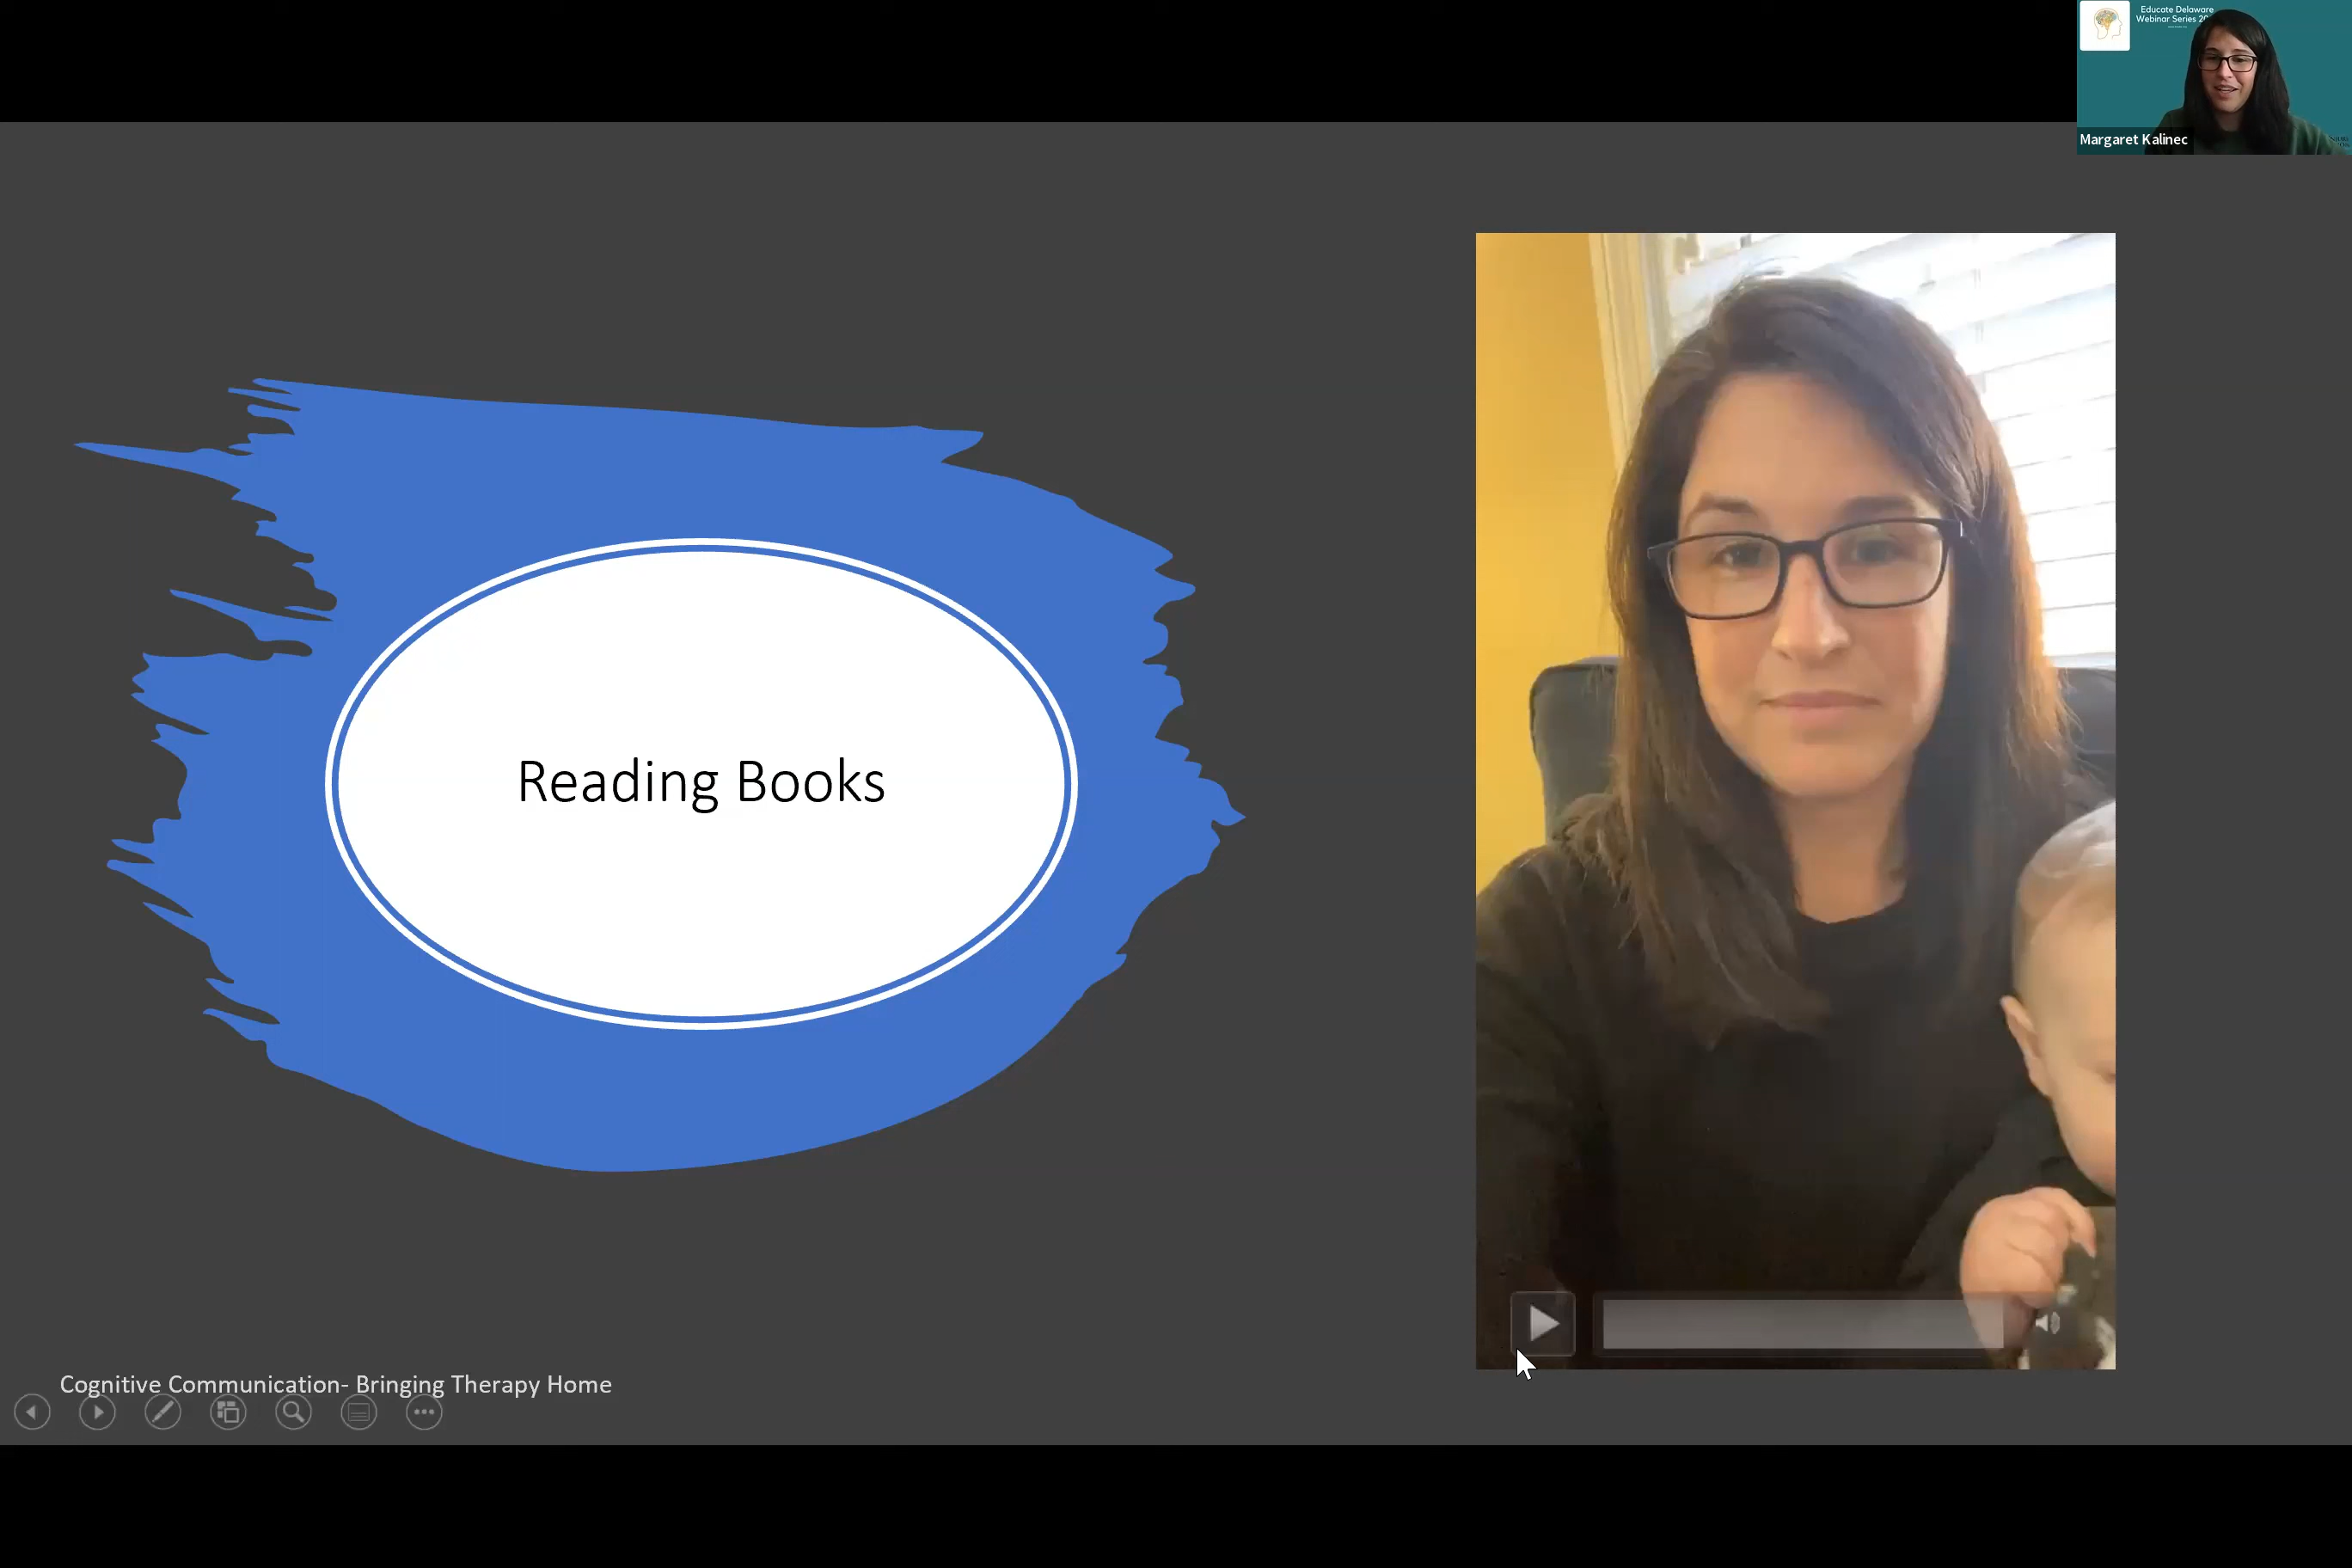 Educate Delaware
Webinar Series
Margaret Kalinec
Reading Books
Cognitive Communication- Bringing Therapy Home